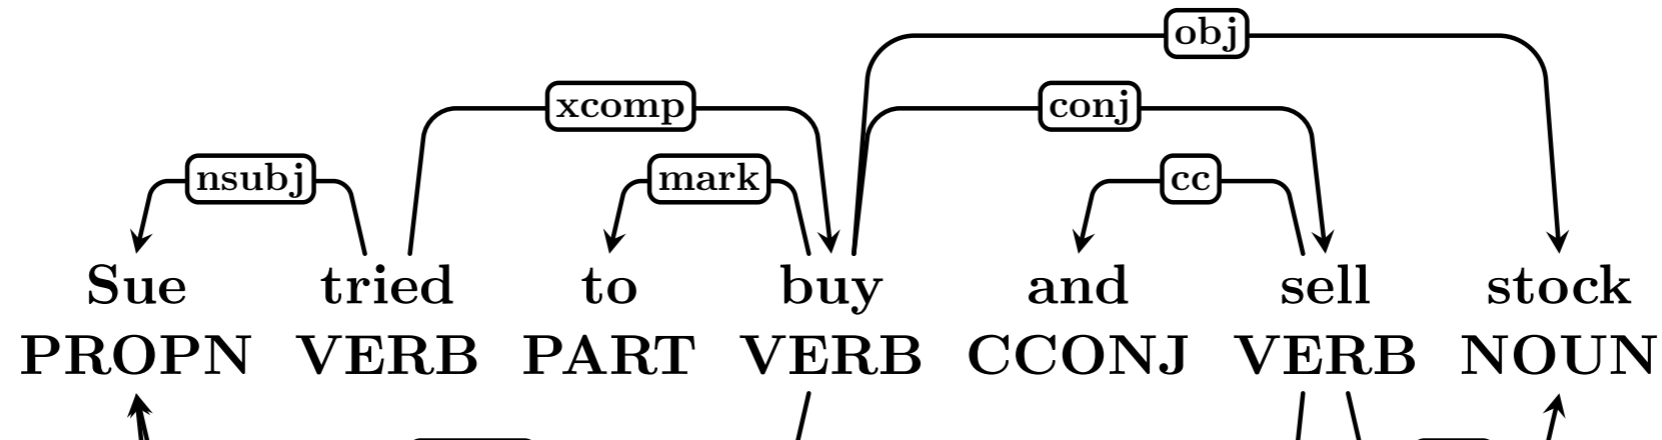 obj
xcomp conj
nsubj mark cc
Sue tried to buy and sell stock
PROPN VERB PART VERB CCONJ VERB NOUN